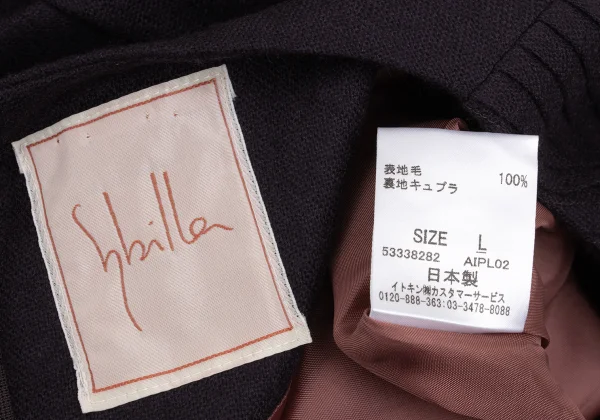 Sybilla
表地毛
裏地キュプラ 100%
SIZE L
53338282 AIPL02
日本製
イトキン㈱カスタマーサービス
0120-888-363:03-3478-8088